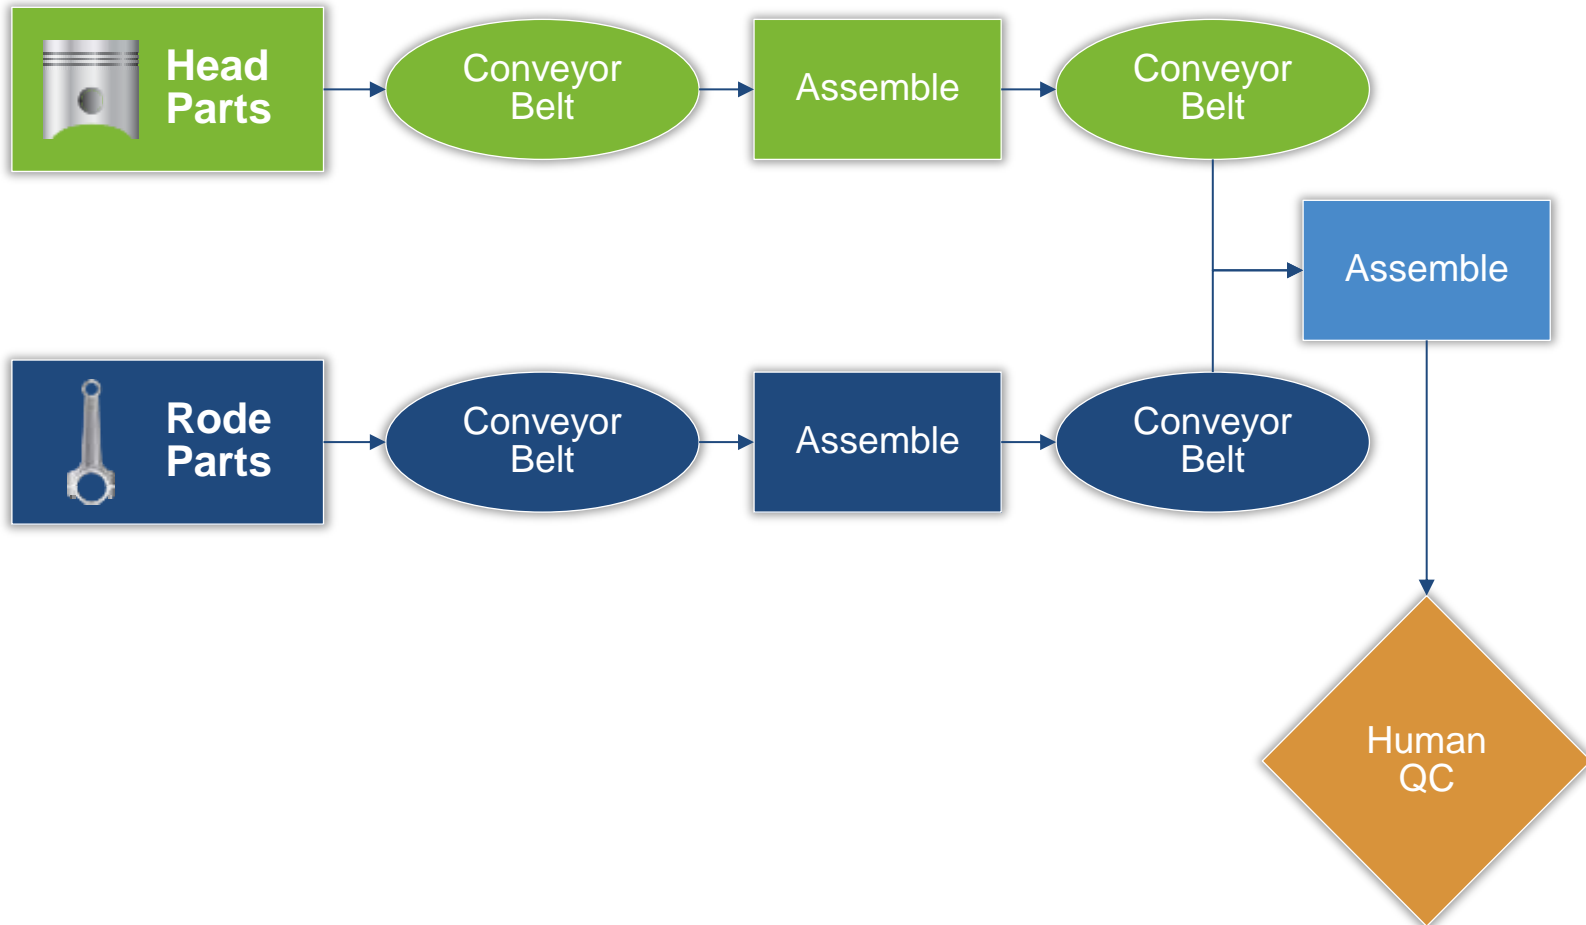 Head
Parts
Conveyor
Belt
Assemble
Conveyor
Belt
Assemble
Rode
Parts
Conveyor
Belt
Assemble
Conveyor
Belt
Human
QC